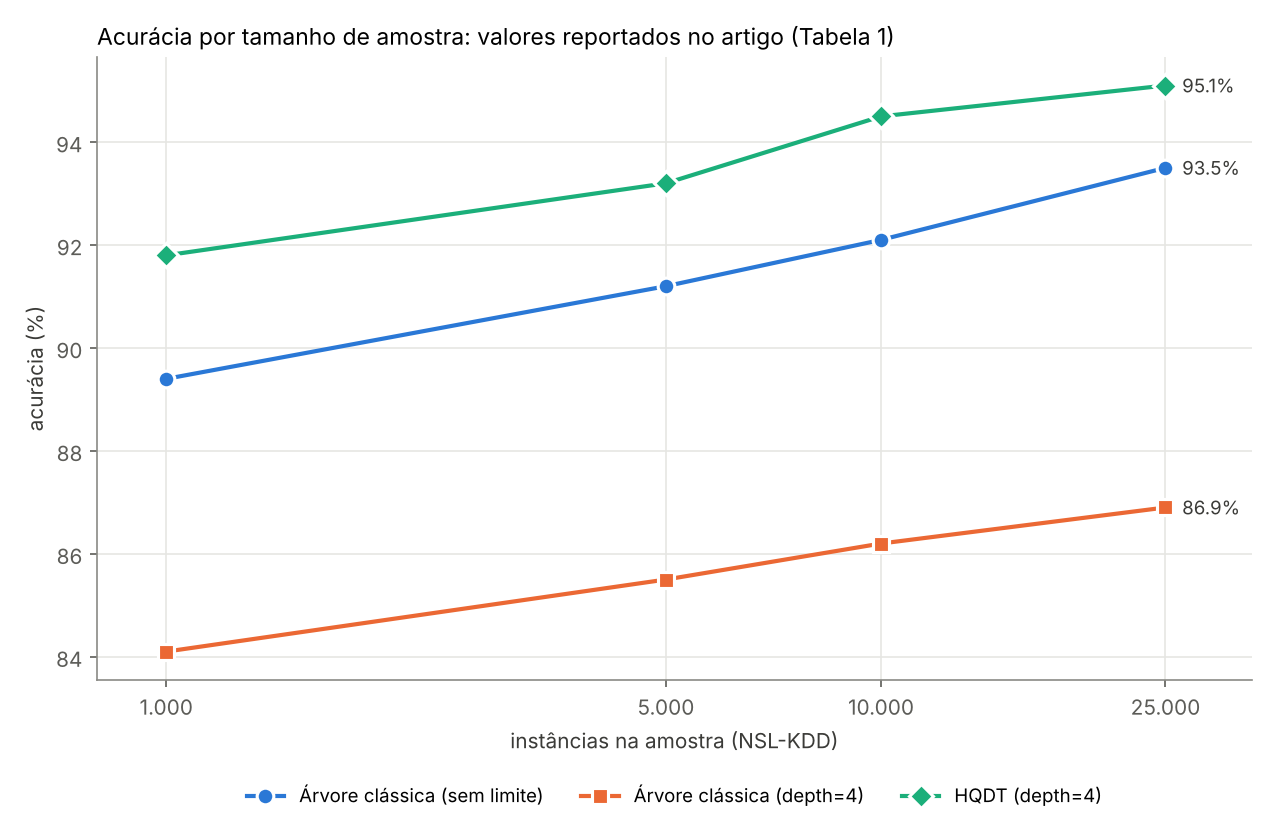 Acurácia por tamanho de amostra: valores reportados no artigo (Tabela 1)
95.1%
94
93.5%
92
acurácia (%)
90
88
86.9%
86
84
1.000 5.000 10.000 25.000
instâncias na amostra (NSL-KDD)
Árvore clássica (sem limite) Árvore clássica (depth=4) HQDT (depth=4)